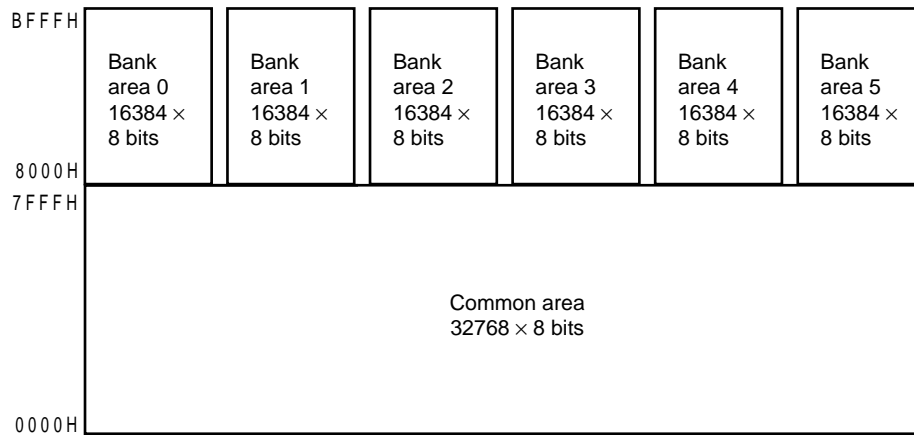 BFFFH
Bank
area 0
16384 ×
8 bits
Bank
area 1
16384 ×
8 bits
Bank
area 2
16384 ×
8 bits
Bank
area 3
16384 ×
8 bits
Bank
area 4
16384 ×
8 bits
Bank
area 5
16384 ×
8 bits
8000H
7FFFH
Common area
32768 × 8 bits
0000H